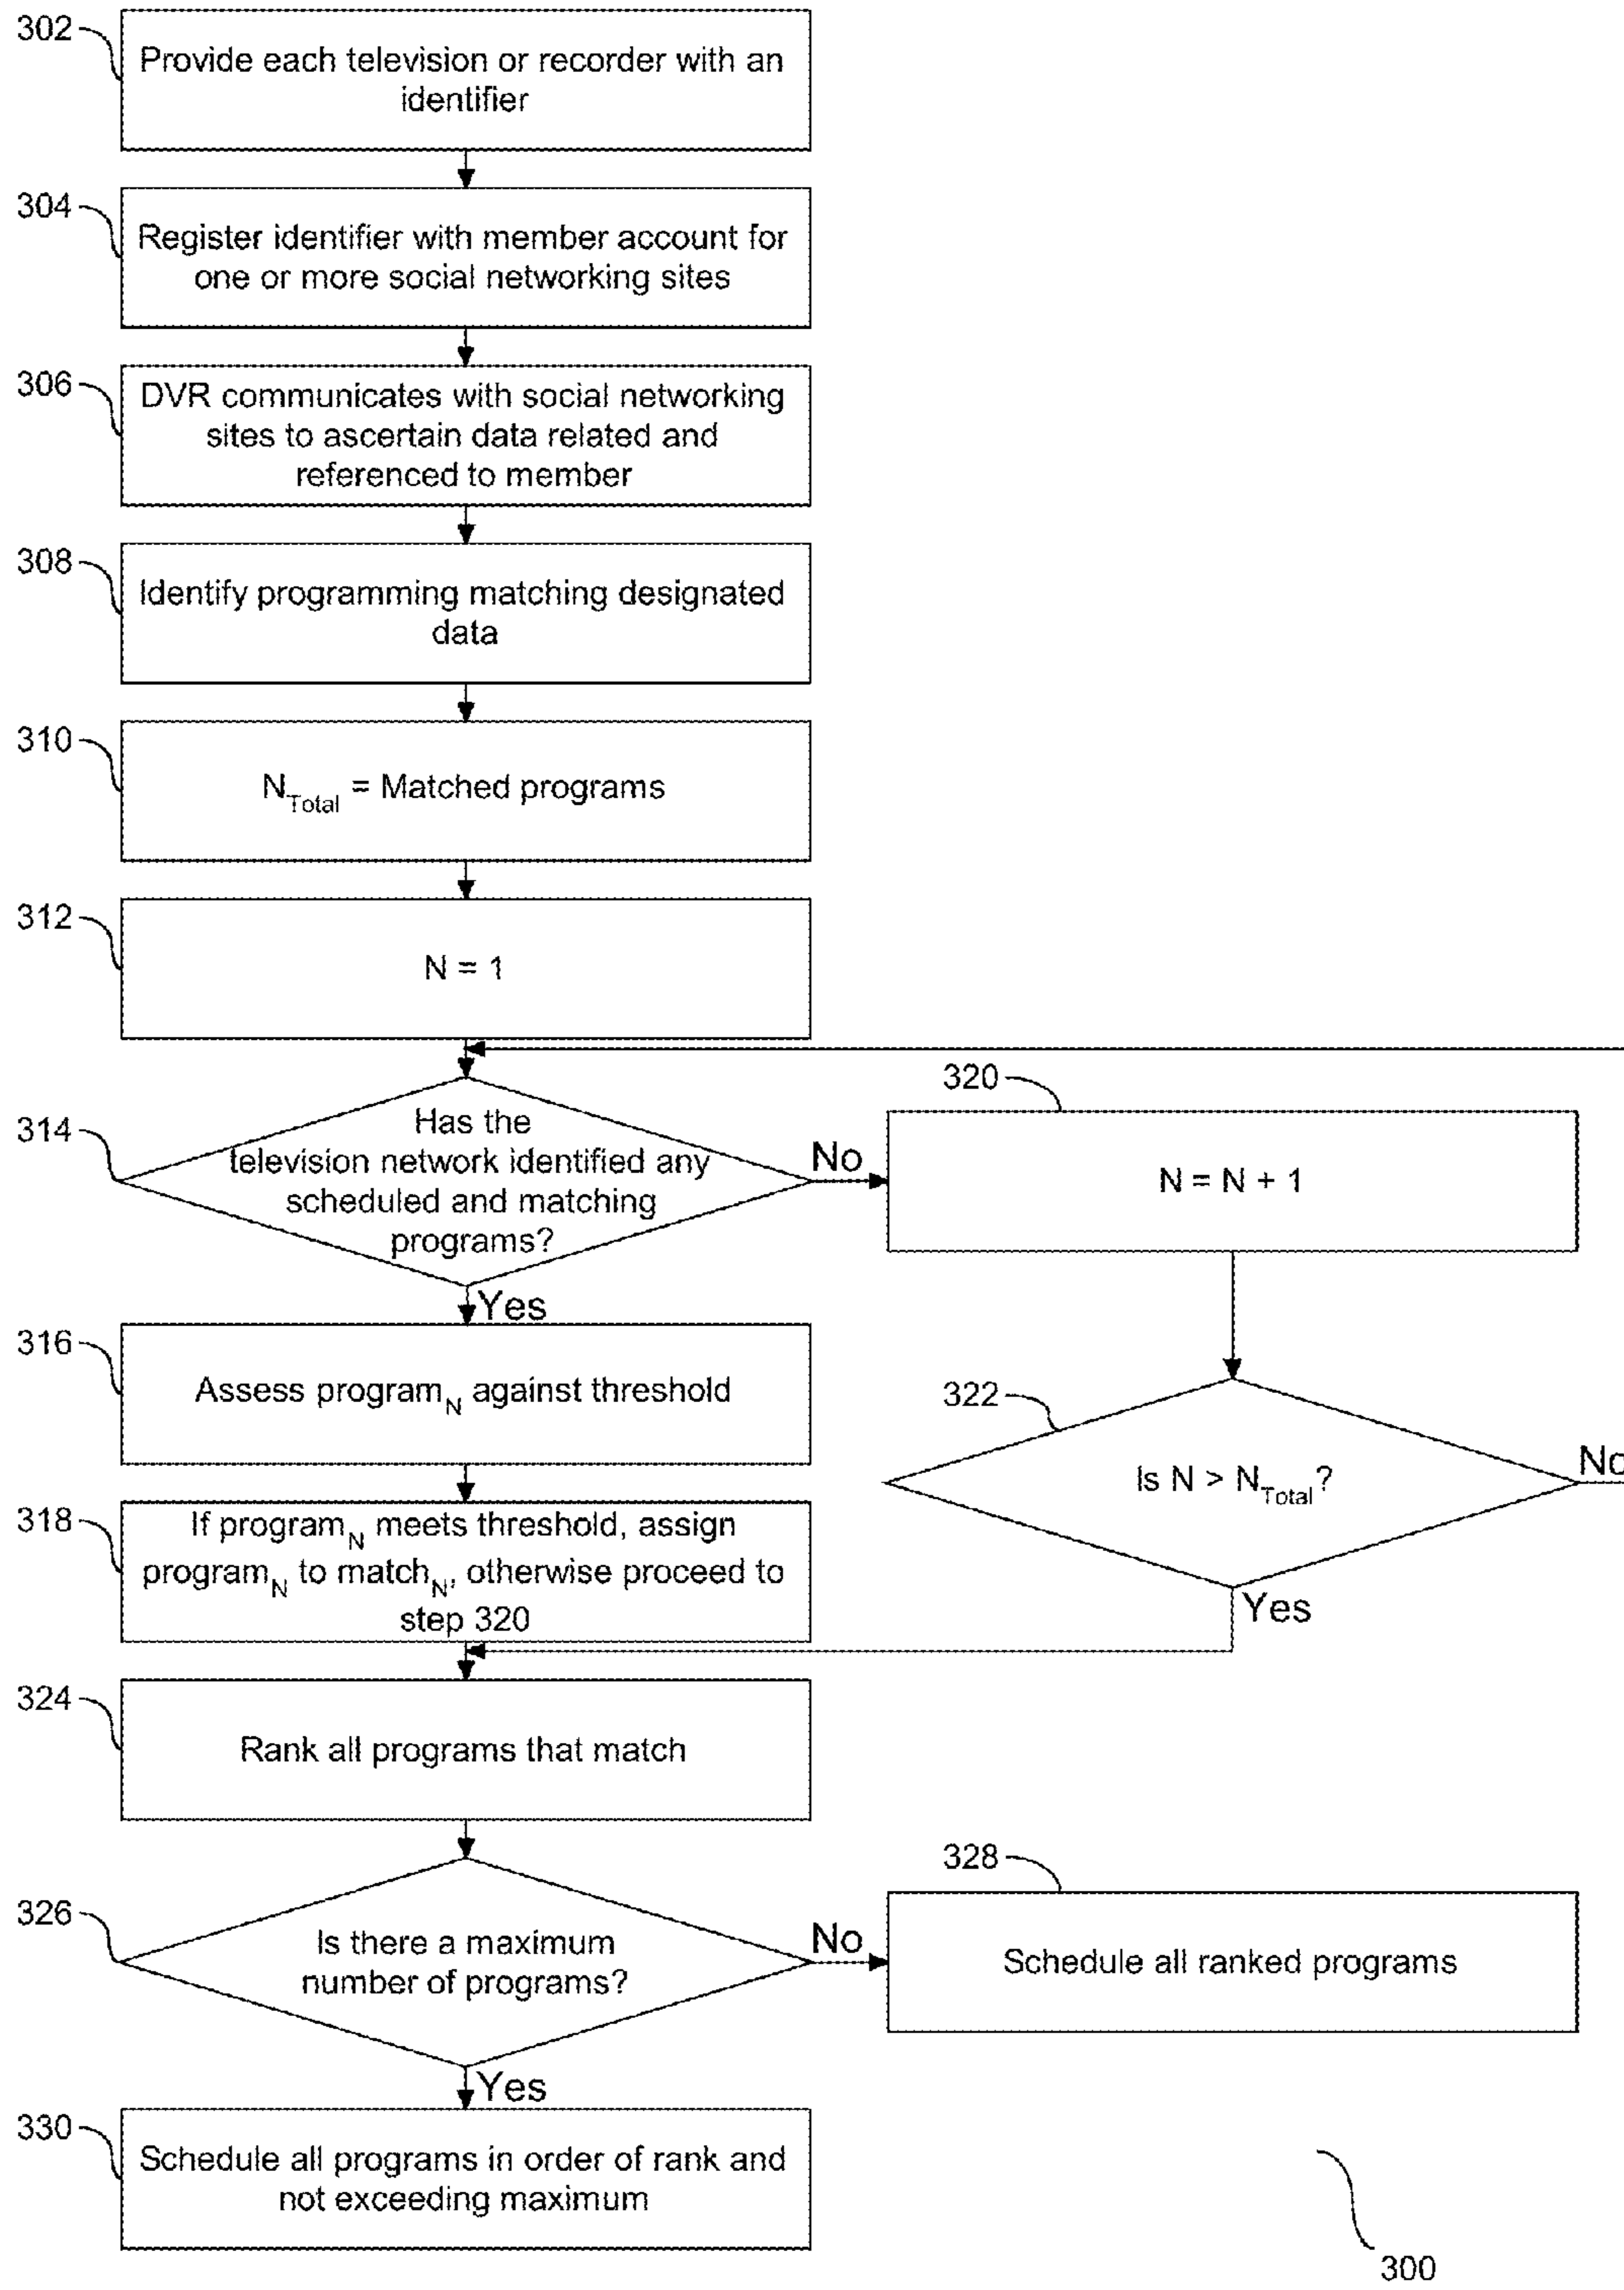 302
Provide each television or recorder with an
identifier
304
Register identifier with member account for
one or more social networking sites
306
DVR communicates with social networking
sites to ascertain data related and
referenced to member
308
Identify programming matching designated
data
310
N_Total = Matched programs
312
N = 1
314
Has the
television network identified any
scheduled and matching
programs?
No
Yes
320
N = N + 1
316
Assess program_N against threshold
322
Is N > N_Total?
No
Yes
318
If program_N meets threshold, assign
program_N to match_N, otherwise proceed to
step 320
324
Rank all programs that match
326
Is there a maximum
number of programs?
No
Yes
328
Schedule all ranked programs
330
Schedule all programs in order of rank and
not exceeding maximum
300